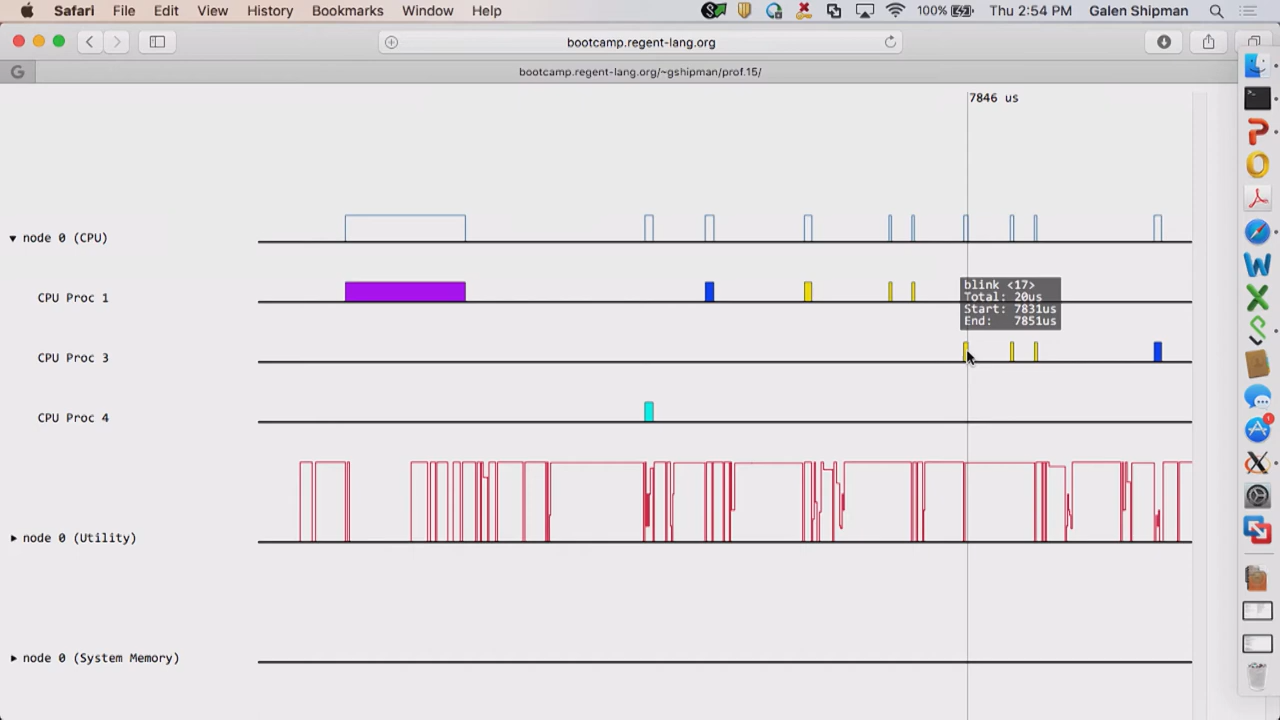 Safari File Edit View History Bookmarks Window Help 100% Thu 2:54 PM Galen Shipman
bootcamp.regent-lang.org
G bootcamp.regent-lang.org/~gshipman/prof.15/
7846 us
▼ node 0 (CPU)
CPU Proc 1
blink <17>
Total: 20us
Start: 7831us
End: 7851us
CPU Proc 3
CPU Proc 4
▶ node 0 (Utility)
▶ node 0 (System Memory)